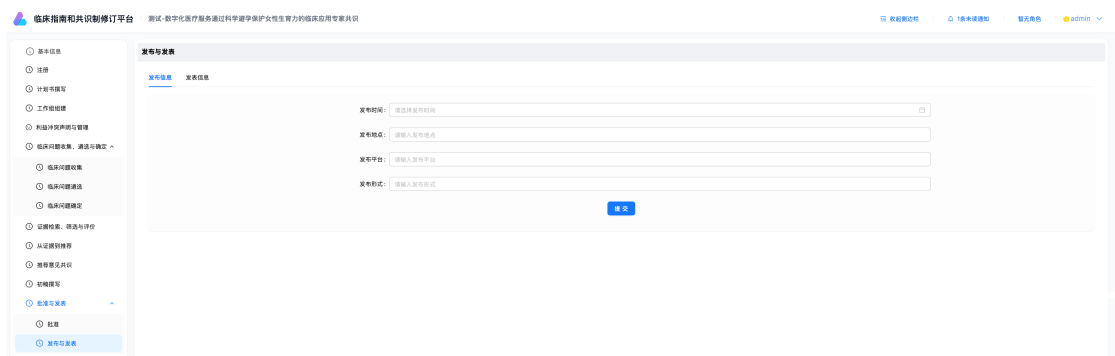 临床指南和共识制修订平台
测试-数字化医疗服务通过科学避孕保护女性生育力的临床应用专家共识
收起侧边栏
1条未读通知
暂无角色
admin
基本信息
注册
计划书撰写
工作组组建
利益冲突声明与管理
临床问题收集、遴选与确定
临床问题收集
临床问题遴选
临床问题确定
证据检索、筛选与评价
从证据到推荐
推荐意见共识
初稿撰写
批准与发表
批准
发布与发表
发布与发表
发布信息 发表信息
发布时间： 请选择发布时间
发布地点： 请输入发布地点
发布平台： 请输入发布平台
发布形式： 请输入发布形式
提 交